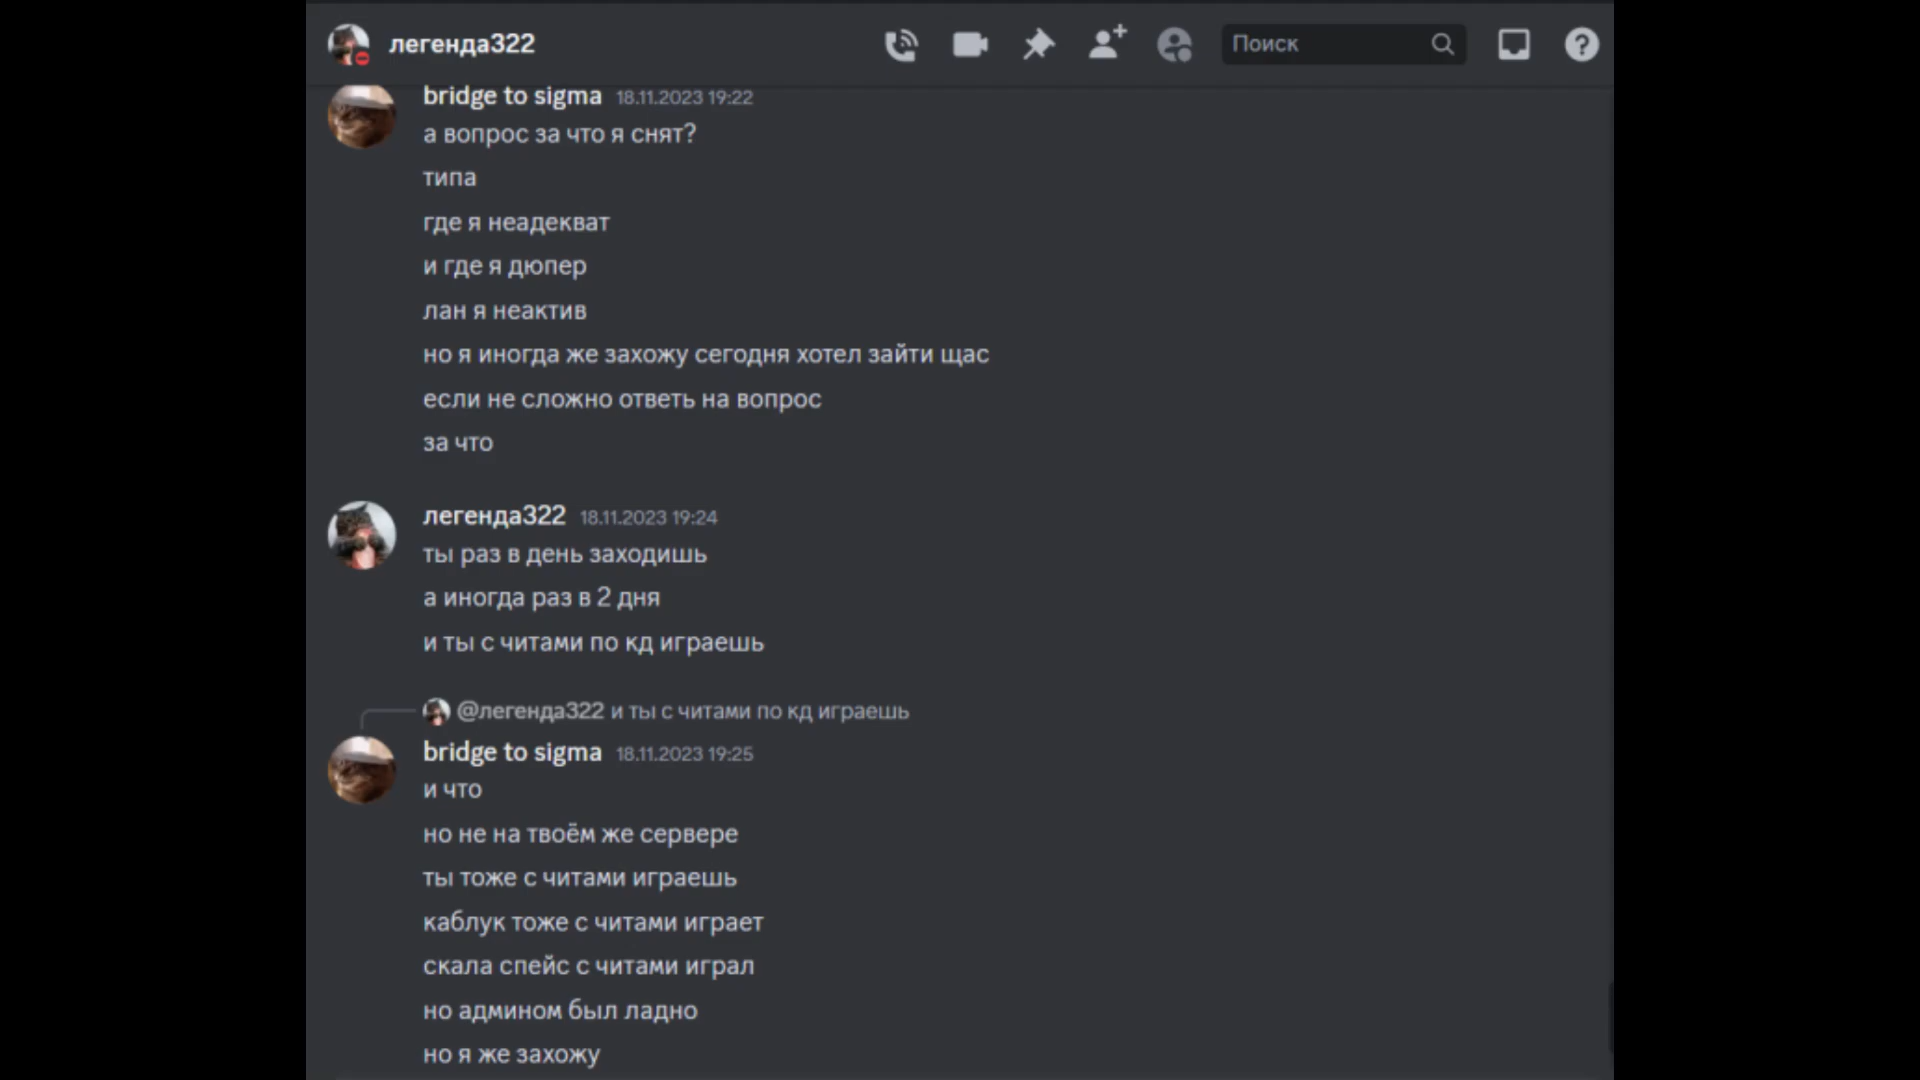 легенда322
Поиск
bridge to sigma 18.11.2023 19:22
а вопрос за что я снят?
типа
где я неадекват
и где я дюпер
лан я неактив
но я иногда же захожу сегодня хотел зайти щас
если не сложно ответь на вопрос
за что
легенда322 18.11.2023 19:24
ты раз в день заходишь
а иногда раз в 2 дня
и ты с читами по кд играешь
@легенда322 и ты с читами по кд играешь
bridge to sigma 18.11.2023 19:25
и что
но не на твоём же сервере
ты тоже с читами играешь
каблук тоже с читами играет
скала спейс с читами играл
но админом был ладно
но я же захожу